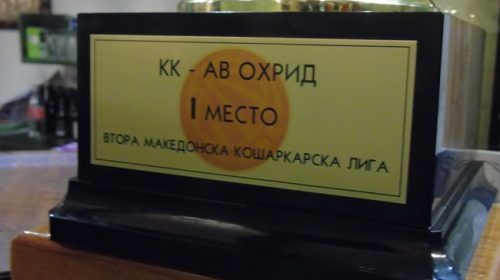 КК - АВ ОХРИД
I МЕСТО
ВТОРА МАКЕДОНСКА КОШАРКАРСКА ЛИГА